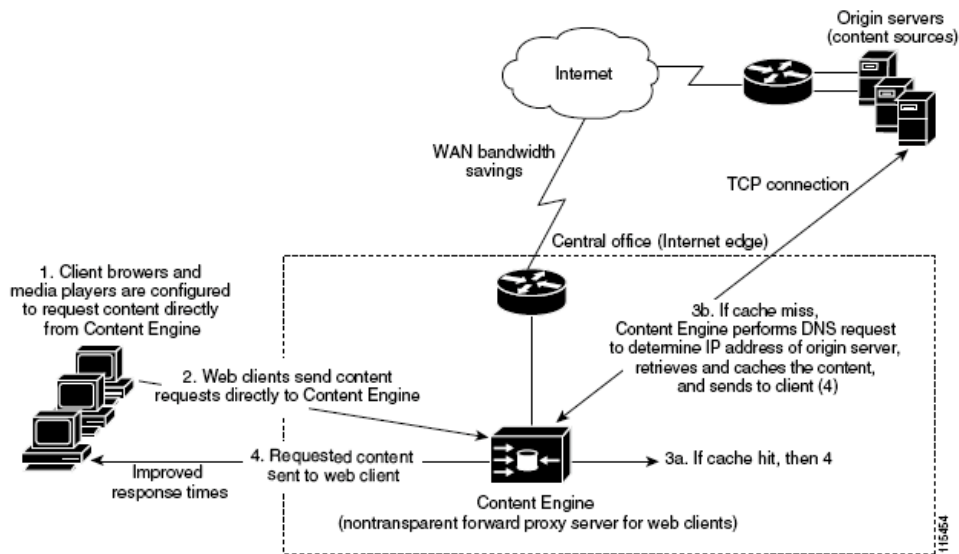 Origin servers
(content sources)
Internet
WAN bandwidth
savings
TCP connection
Central office (Internet edge)
1. Client browers and
media players are configured
to request content directly
from Content Engine
2. Web clients send content
requests directly to Content Engine
3b. If cache miss,
Content Engine performs DNS request
to determine IP address of origin server,
retrieves and caches the content,
and sends to client (4)
4. Requested content
sent to web client
Improved
response times
3a. If cache hit, then 4
Content Engine
(nontransparent forward proxy server for web clients)
115454